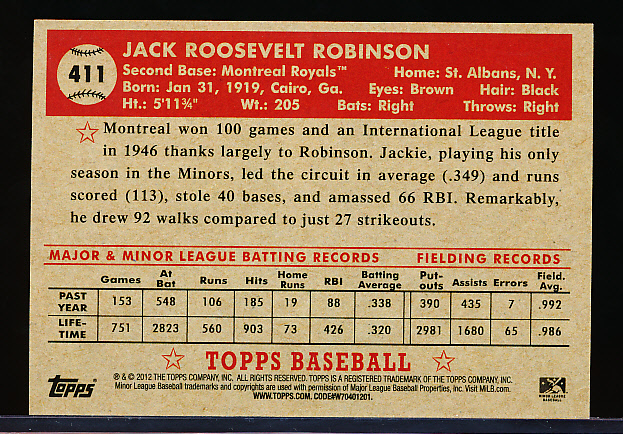 411
JACK ROOSEVELT ROBINSON
Second Base: Montreal Royals™ Home: St. Albans, N. Y.
Born: Jan 31, 1919, Cairo, Ga. Eyes: Brown Hair: Black
Ht.: 5'11¾" Wt.: 205 Bats: Right Throws: Right
Montreal won 100 games and an International League title
in 1946 thanks largely to Robinson. Jackie, playing his only
season in the Minors, led the circuit in average (.349) and runs
scored (113), stole 40 bases, and amassed 66 RBI. Remarkably,
he drew 92 walks compared to just 27 strikeouts.
MAJOR & MINOR LEAGUE BATTING RECORDS FIELDING RECORDS
Games At Bat Runs Hits Home Runs RBI Batting Average Put-outs Assists Errors Field. Avg.
PAST YEAR 153 548 106 185 19 88 .338 390 435 7 .992
LIFE-TIME 751 2823 560 903 73 426 .320 2981 1680 65 .986
TOPPS BASEBALL
Topps
® & © 2012 THE TOPPS COMPANY, INC. ALL RIGHTS RESERVED. TOPPS IS A REGISTERED TRADEMARK OF THE TOPPS COMPANY, INC.
Minor League Baseball trademarks and copyrights are used with permission of Major League Baseball Properties, Inc. Visit MiLB.com.
WWW.TOPPS.COM. CODE#W70401201.
MINOR LEAGUE
BASEBALL